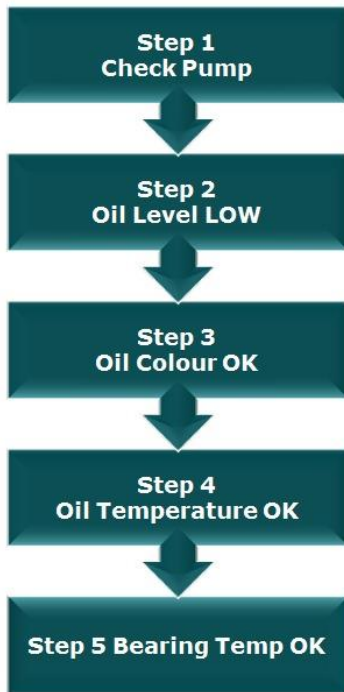 Step 1
Check Pump
Step 2
Oil Level LOW
Step 3
Oil Colour OK
Step 4
Oil Temperature OK
Step 5 Bearing Temp OK